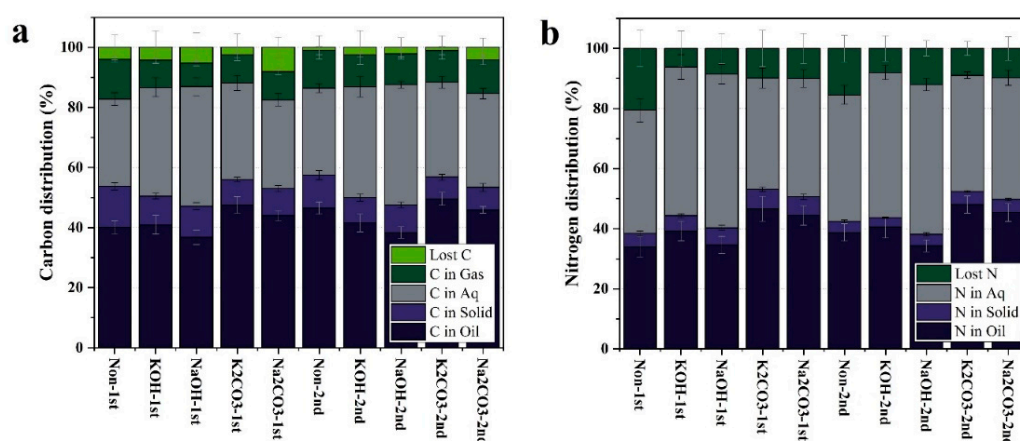 a
Carbon distribution (%)
100
80
60
40
20
0
Lost C
C in Gas
C in Aq
C in Solid
C in Oil
Non-1st
KOH-1st
NaOH-1st
K2CO3-1st
Na2CO3-1st
Non-2nd
KOH-2nd
NaOH-2nd
K2CO3-2nd
Na2CO3-2nd
b
Nitrogen distribution (%)
100
80
60
40
20
0
Lost N
N in Aq
N in Solid
N in Oil
Non-1st
KOH-1st
NaOH-1st
K2CO3-1st
Na2CO3-1st
Non-2nd
KOH-2nd
NaOH-2nd
K2CO3-2nd
Na2CO3-2nd